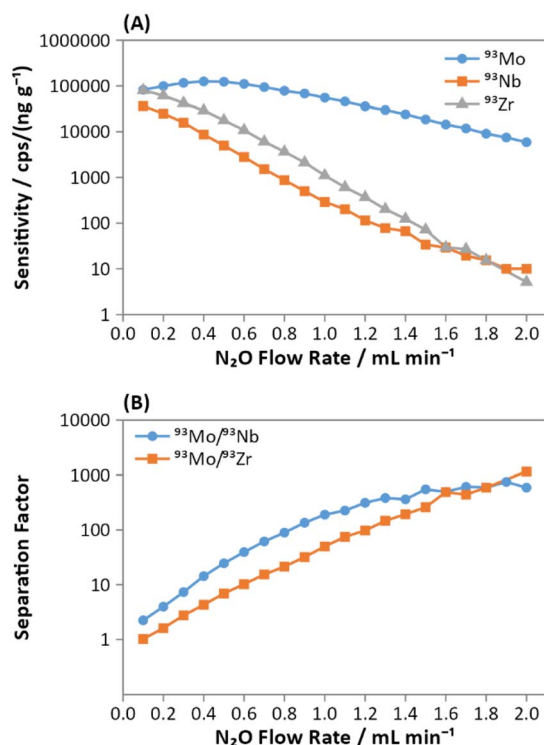 (A)
1000000
100000
10000
1000
100
10
1
Sensitivity / cps/(ng g⁻¹)
⁹³Mo
⁹³Nb
⁹³Zr
0.0 0.2 0.4 0.6 0.8 1.0 1.2 1.4 1.6 1.8 2.0
N₂O Flow Rate / mL min⁻¹
(B)
10000
1000
100
10
1
Separation Factor
⁹³Mo/⁹³Nb
⁹³Mo/⁹³Zr
0.0 0.2 0.4 0.6 0.8 1.0 1.2 1.4 1.6 1.8 2.0
N₂O Flow Rate / mL min⁻¹